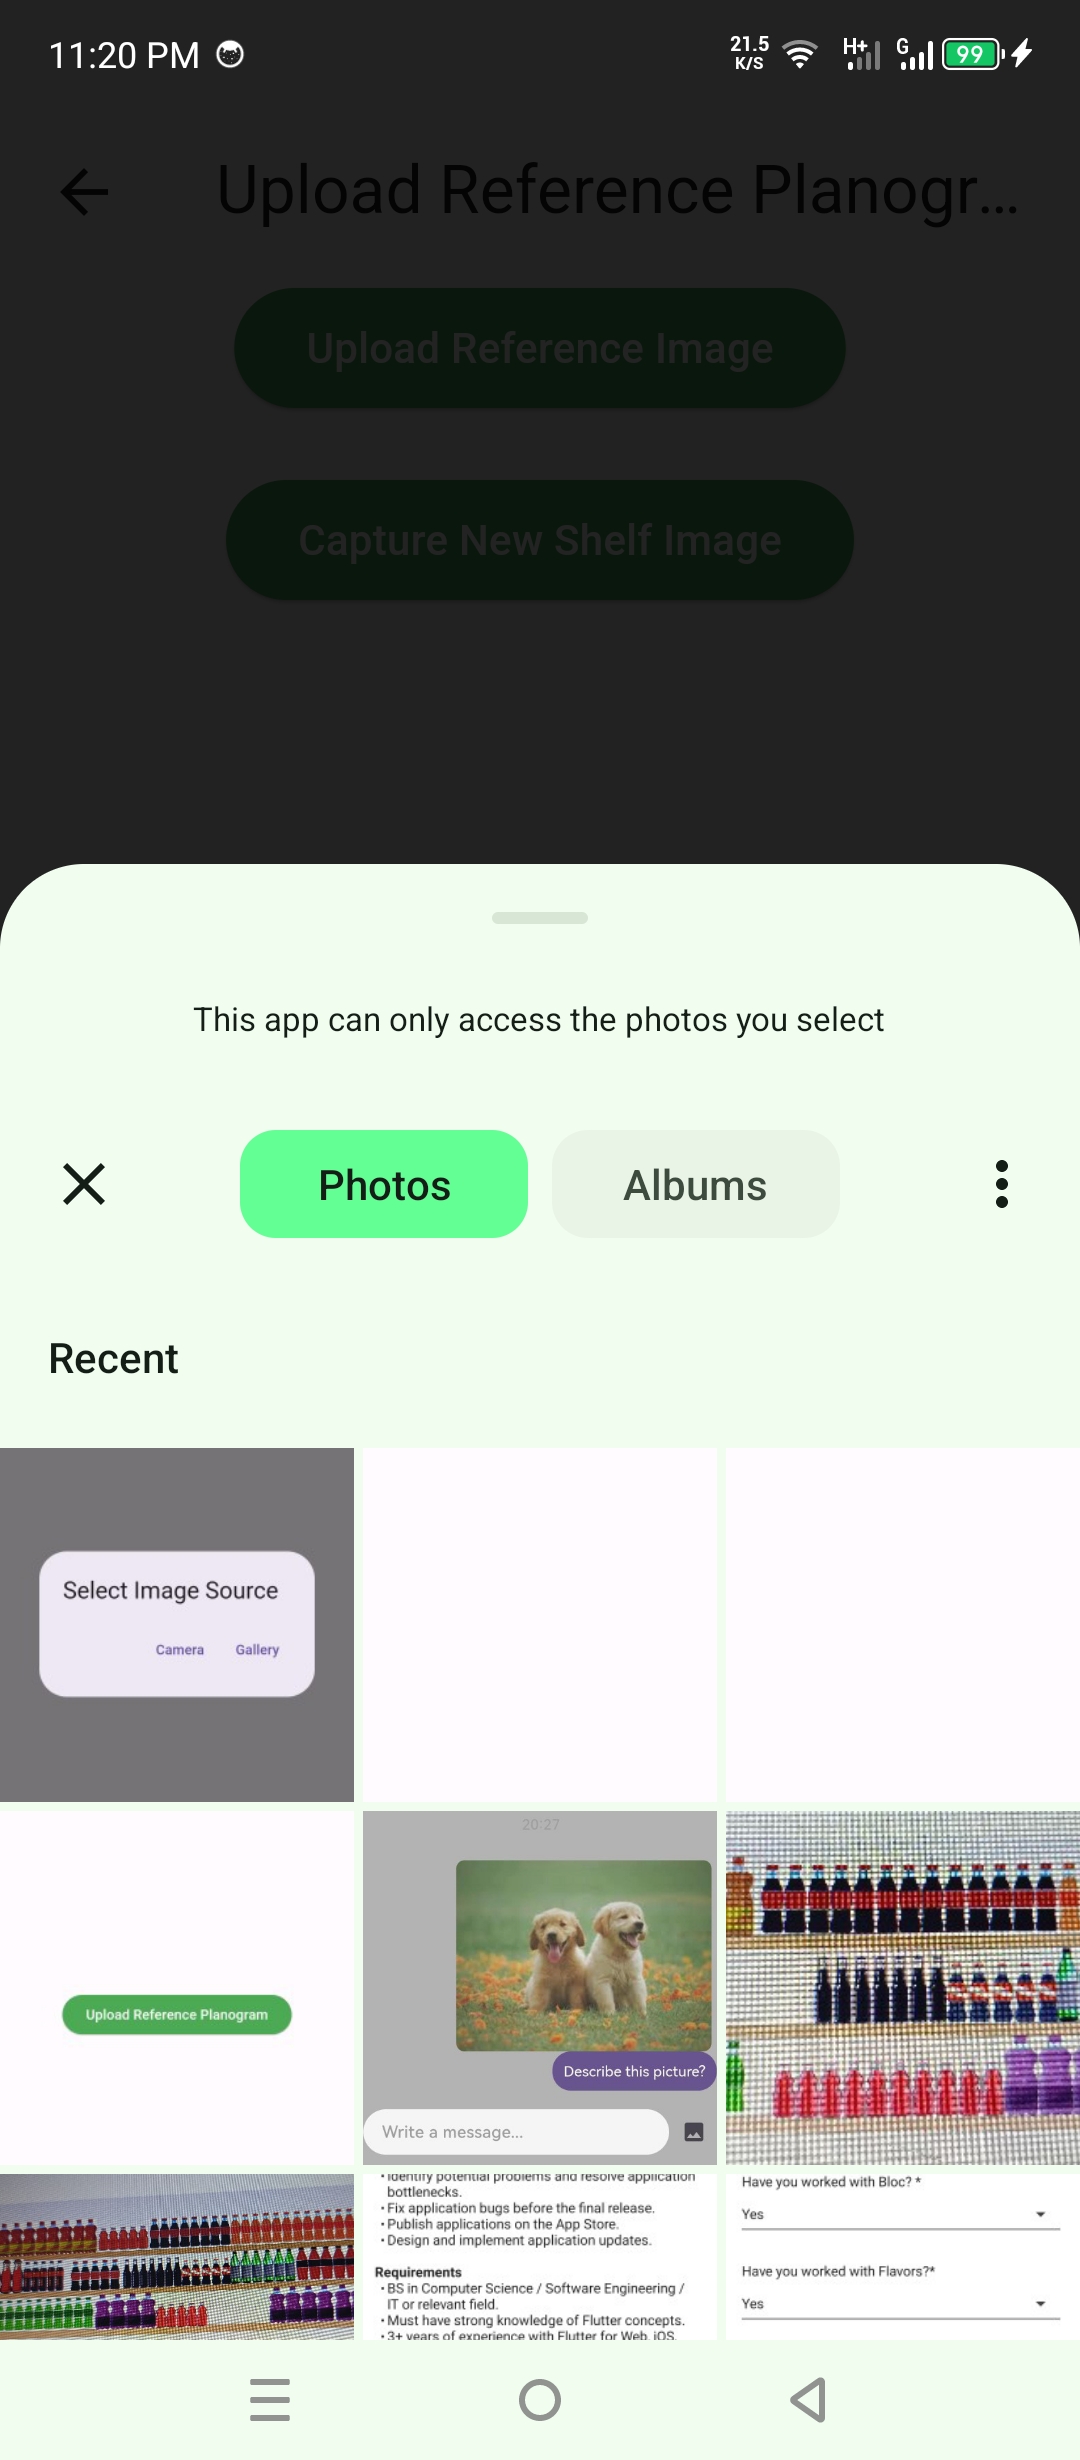 11:20 PM
21.5
K/S
H+
G
99
Upload Reference Planogr...
Upload Reference Image
Capture New Shelf Image
This app can only access the photos you select
Photos
Albums
Recent
Select Image Source
Camera Gallery
Upload Reference Planogram
20:27
Describe this picture?
Write a message...
• Identify potential problems and resolve application
bottlenecks.
• Fix application bugs before the final release.
• Publish applications on the App Store.
• Design and implement application updates.
Requirements
• BS in Computer Science / Software Engineering /
IT or relevant field.
• Must have strong knowledge of Flutter concepts.
• 3+ years of experience with Flutter for Web, iOS,
Have you worked with Bloc? *
Yes
Have you worked with Flavors?*
Yes